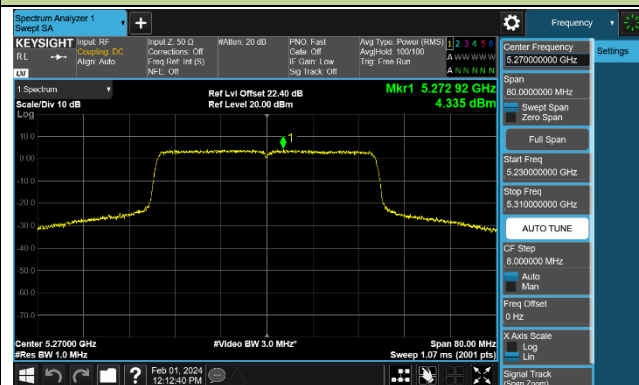 Spectrum Analyzer 1
Swept SA
Frequency
KEYSIGHT
RL
LXI
Input: RF
Coupling: DC
Align: Auto
Input Z: 50 Ω
Corrections: Off
Freq Ref: Int (S)
NFE: Off
#Atten: 20 dB
PNO: Fast
Gate: Off
IF Gain: Low
Sig Track: Off
Avg Type: Power (RMS)
Avg|Hold: 100/100
Trig: Free Run
1 2 3 4 5 6
A W W W W W
A N N N N N
1 Spectrum
Scale/Div 10 dB
Log
Ref Lvl Offset 22.40 dB
Ref Level 20.00 dBm
Mkr1 5.272 92 GHz
4.335 dBm
1
10.0
0.00
-10.0
-20.0
-30.0
-40.0
-50.0
-60.0
-70.0
Center 5.27000 GHz
#Res BW 1.0 MHz
#Video BW 3.0 MHz*
Span 80.00 MHz
Sweep 1.07 ms (2001 pts)
Center Frequency
5.270000000 GHz
Settings
Span
80.0000000 MHz
Swept Span
Zero Span
Full Span
Start Freq
5.230000000 GHz
Stop Freq
5.310000000 GHz
AUTO TUNE
CF Step
8.000000 MHz
Auto
Man
Freq Offset
0 Hz
X Axis Scale
Log
Lin
Signal Track
(Span Zoom)
Feb 01, 2024
12:12:40 PM